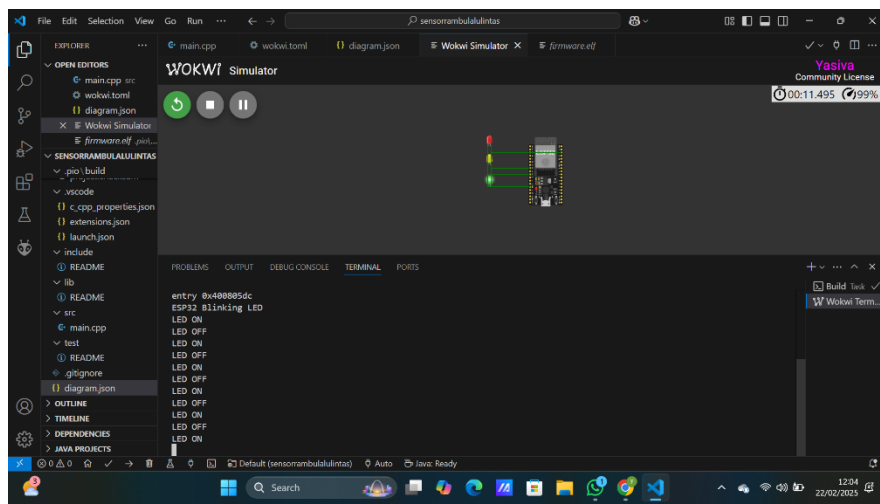 File Edit Selection View Go Run ··· sensorrambulalulintas
EXPLORER ···
OPEN EDITORS
main.cpp src
wokwi.toml
{} diagram.json
Wokwi Simulator
firmware.elf .pio\...
SENSORRAMBULALULINTAS
.pio \ build
.vscode
{} c_cpp_properties.json
{} extensions.json
{} launch.json
include
README
lib
README
src
main.cpp
test
README
.gitignore
{} diagram.json
OUTLINE
TIMELINE
DEPENDENCIES
JAVA PROJECTS
main.cpp wokwi.toml {} diagram.json Wokwi Simulator firmware.elf
WOKWI Simulator
Yasiva
Community License
00:11.495 99%
PROBLEMS OUTPUT DEBUG CONSOLE TERMINAL PORTS
entry 0x400805dc
ESP32 Blinking LED
LED ON
LED OFF
LED ON
LED OFF
LED ON
LED OFF
LED ON
LED OFF
LED ON
LED OFF
LED ON
Build Task
Wokwi Term...
0 0 Default (sensorrambulalulintas) Auto Java: Ready
Search
12:04
22/02/2025